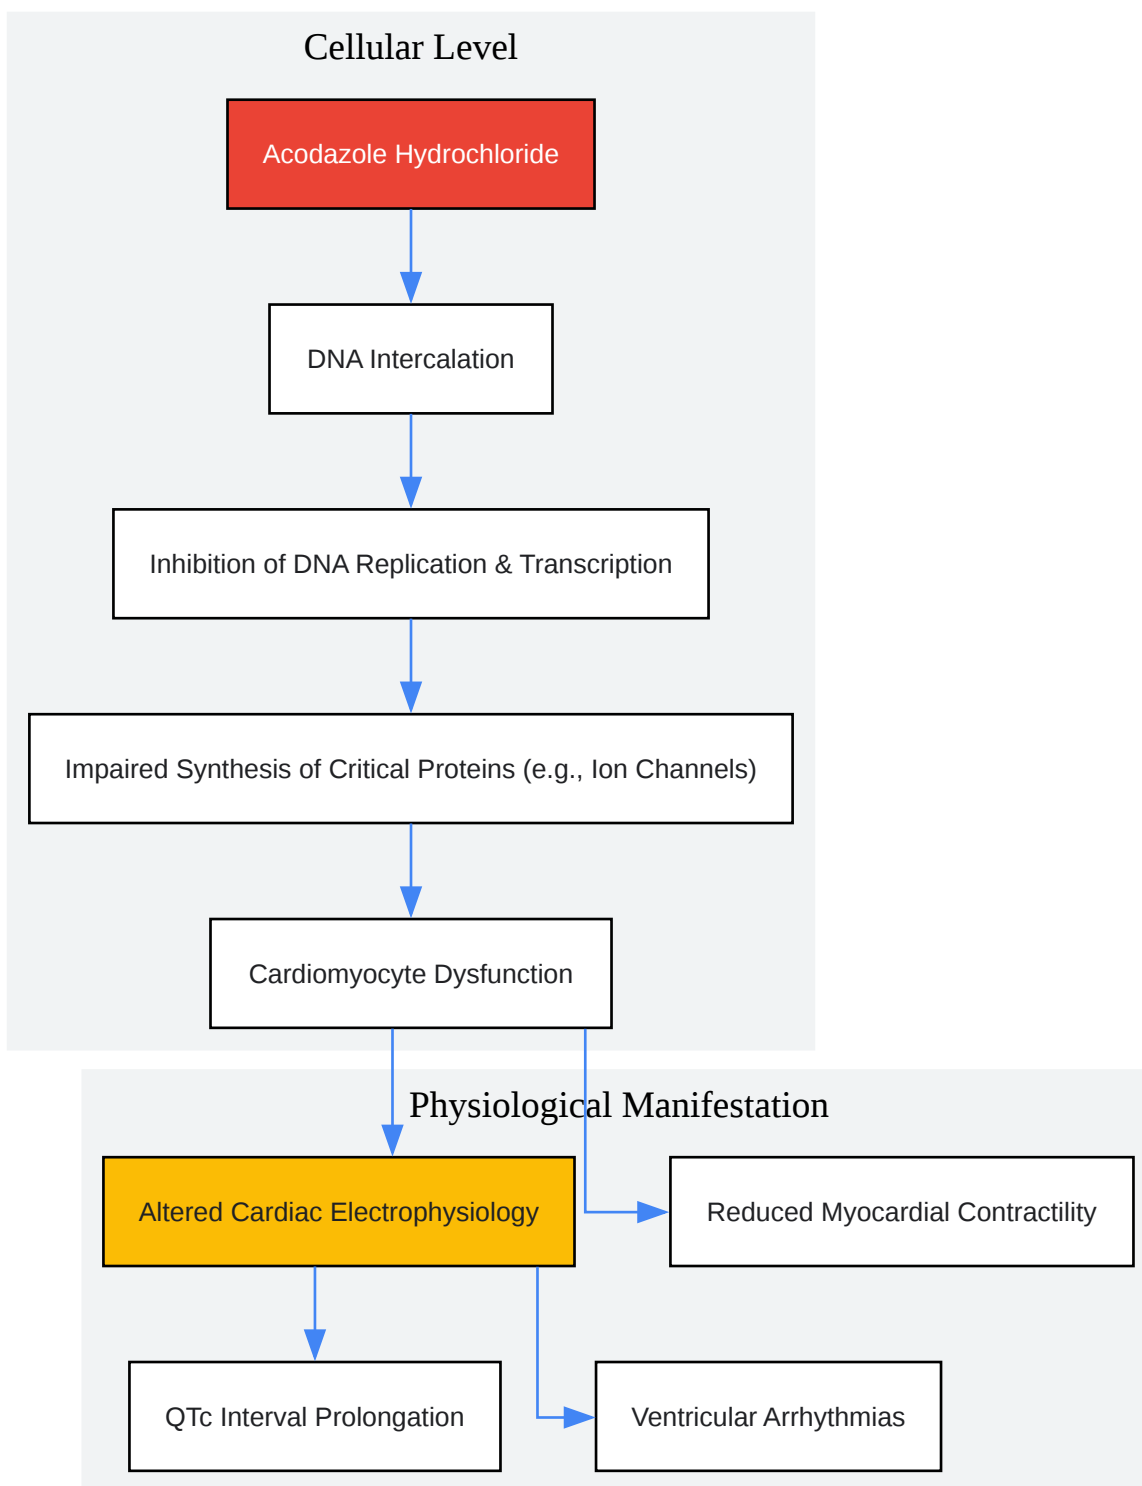 Cellular Level
Acodazole Hydrochloride
DNA Intercalation
Inhibition of DNA Replication & Transcription
Impaired Synthesis of Critical Proteins (e.g., Ion Channels)
Cardiomyocyte Dysfunction
Physiological Manifestation
Altered Cardiac Electrophysiology
Reduced Myocardial Contractility
QTc Interval Prolongation
Ventricular Arrhythmias